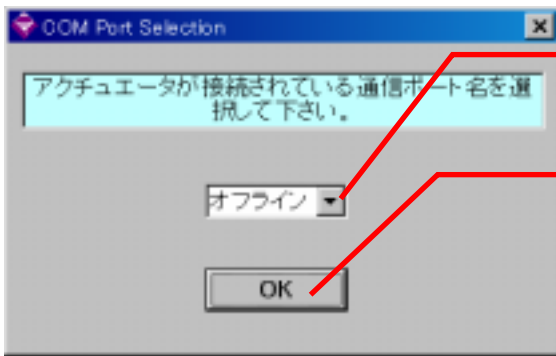 COM Port Selection
アクチュエータが接続されている通信ポート名を選
択して下さい。
オフライン
OK